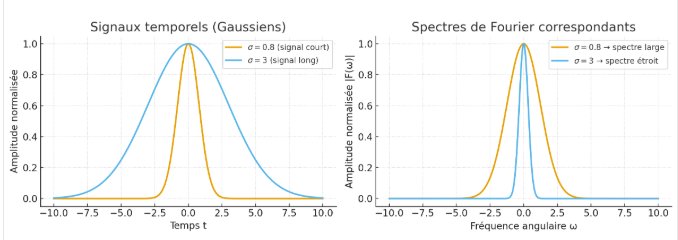 Signaux temporels (Gaussiens)
σ = 0.8 (signal court)
σ = 3 (signal long)
Amplitude normalisée
1.0
0.8
0.6
0.4
0.2
0.0
−10.0 −7.5 −5.0 −2.5 0.0 2.5 5.0 7.5 10.0
Temps t
Spectres de Fourier correspondants
σ = 0.8 → spectre large
σ = 3 → spectre étroit
Amplitude normalisée |F(ω)|
1.0
0.8
0.6
0.4
0.2
0.0
−10.0 −7.5 −5.0 −2.5 0.0 2.5 5.0 7.5 10.0
Fréquence angulaire ω